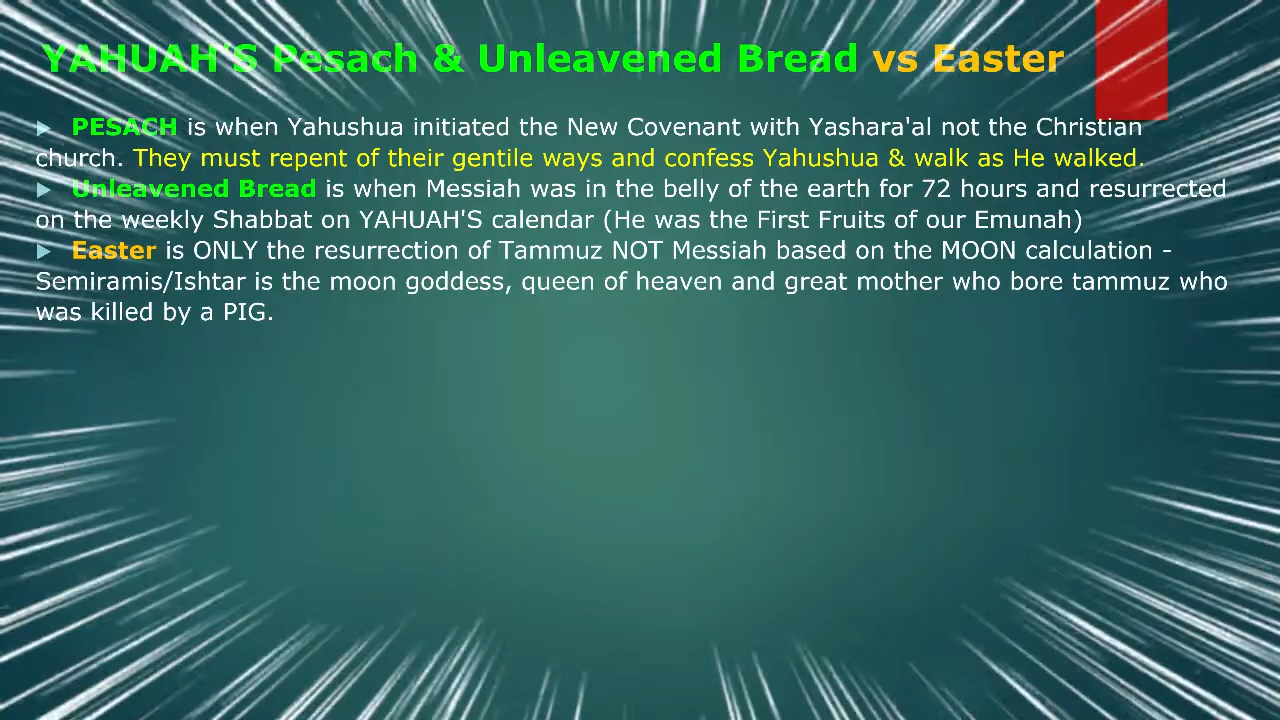 YAHUAH'S Pesach & Unleavened Bread vs Easter
PESACH is when Yahushua initiated the New Covenant with Yashara'al not the Christian
church. They must repent of their gentile ways and confess Yahushua & walk as He walked.
Unleavened Bread is when Messiah was in the belly of the earth for 72 hours and resurrected
on the weekly Shabbat on YAHUAH'S calendar (He was the First Fruits of our Emunah)
Easter is ONLY the resurrection of Tammuz NOT Messiah based on the MOON calculation -
Semiramis/Ishtar is the moon goddess, queen of heaven and great mother who bore tammuz who
was killed by a PIG.